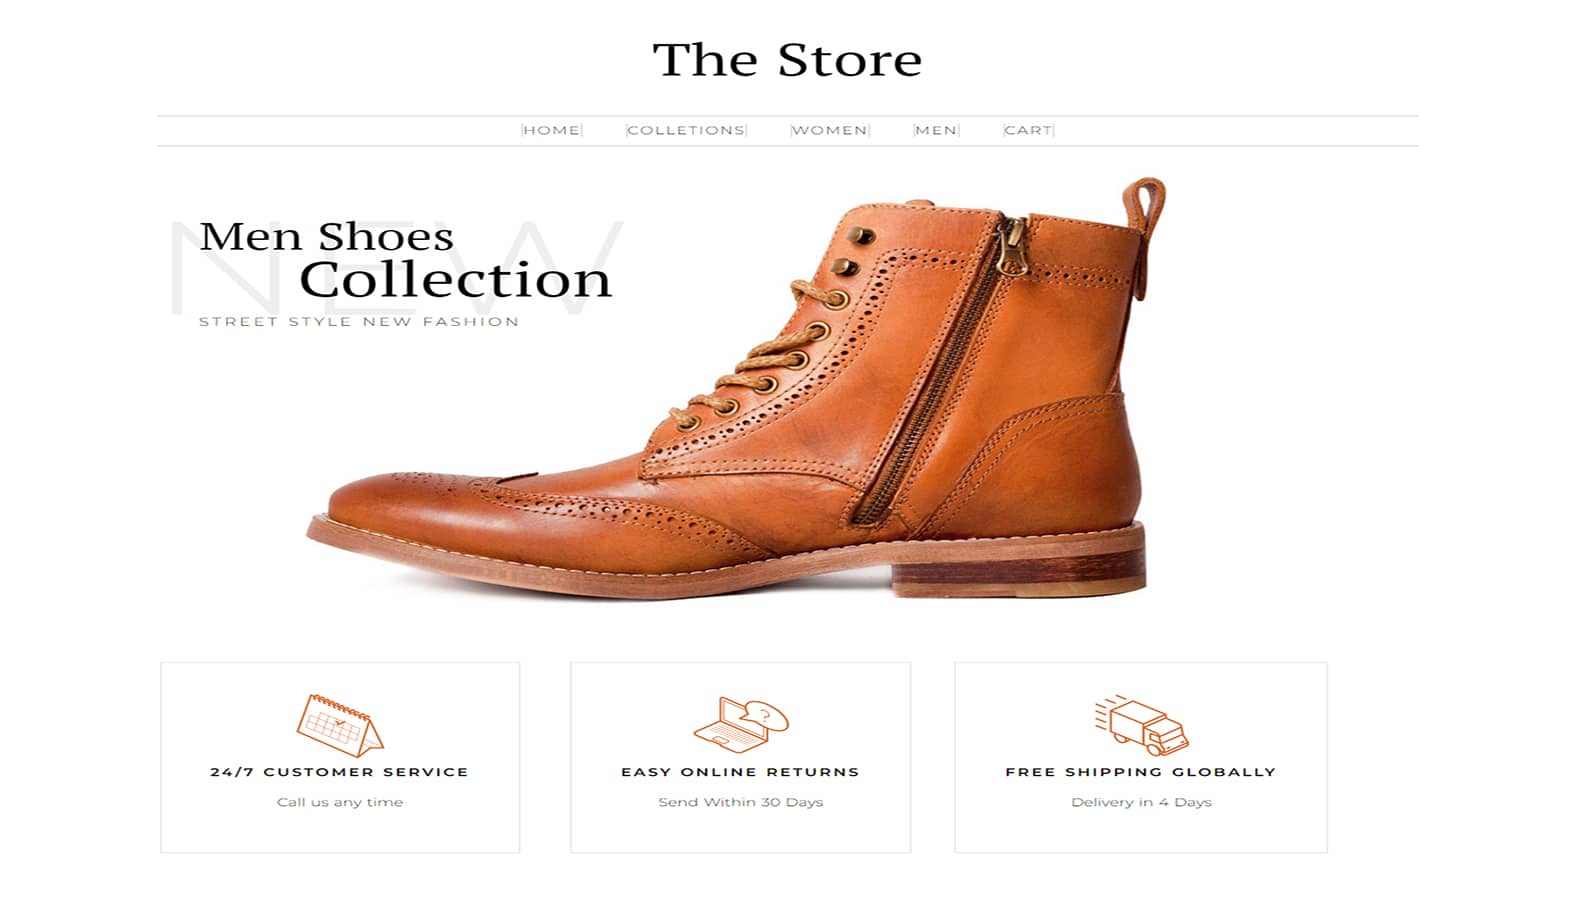 The Store
HOME COLLETIONS WOMEN MEN CART
NEW
Men Shoes
Collection
STREET STYLE NEW FASHION
24/7 CUSTOMER SERVICE
Call us any time
?
EASY ONLINE RETURNS
Send Within 30 Days
FREE SHIPPING GLOBALLY
Delivery in 4 Days